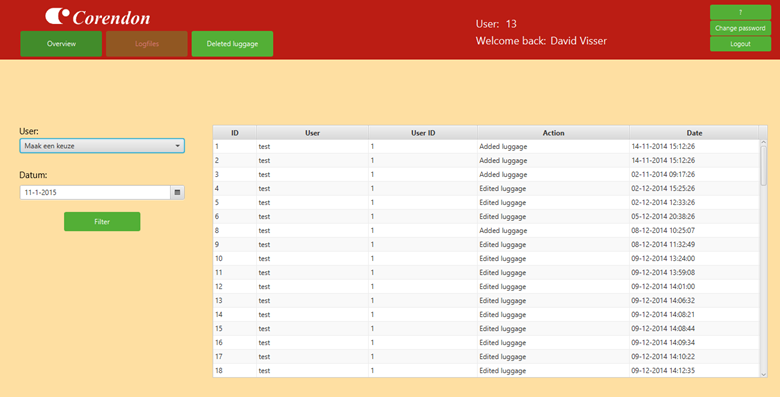 Corendon
User: 13
Welcome back: David Visser
?
Change password
Logout
Overview
Logfiles
Deleted luggage
User:
Maak een keuze
Datum:
11-1-2015
Filter
ID User User ID Action Date
1 test 1 Added luggage 14-11-2014 15:12:26
2 test 1 Added luggage 14-11-2014 15:12:26
3 test 1 Added luggage 02-11-2014 09:17:26
4 test 1 Edited luggage 02-12-2014 15:25:26
5 test 1 Edited luggage 02-12-2014 12:33:26
6 test 1 Edited luggage 05-12-2014 20:38:26
8 test 1 Added luggage 08-12-2014 10:25:07
9 test 1 Edited luggage 08-12-2014 11:32:49
10 test 1 Edited luggage 09-12-2014 13:24:00
11 test 1 Edited luggage 09-12-2014 13:59:08
12 test 1 Edited luggage 09-12-2014 14:01:00
13 test 1 Edited luggage 09-12-2014 14:06:32
14 test 1 Edited luggage 09-12-2014 14:08:21
15 test 1 Edited luggage 09-12-2014 14:08:44
16 test 1 Edited luggage 09-12-2014 14:09:34
17 test 1 Edited luggage 09-12-2014 14:10:22
18 test 1 Edited luggage 09-12-2014 14:12:35